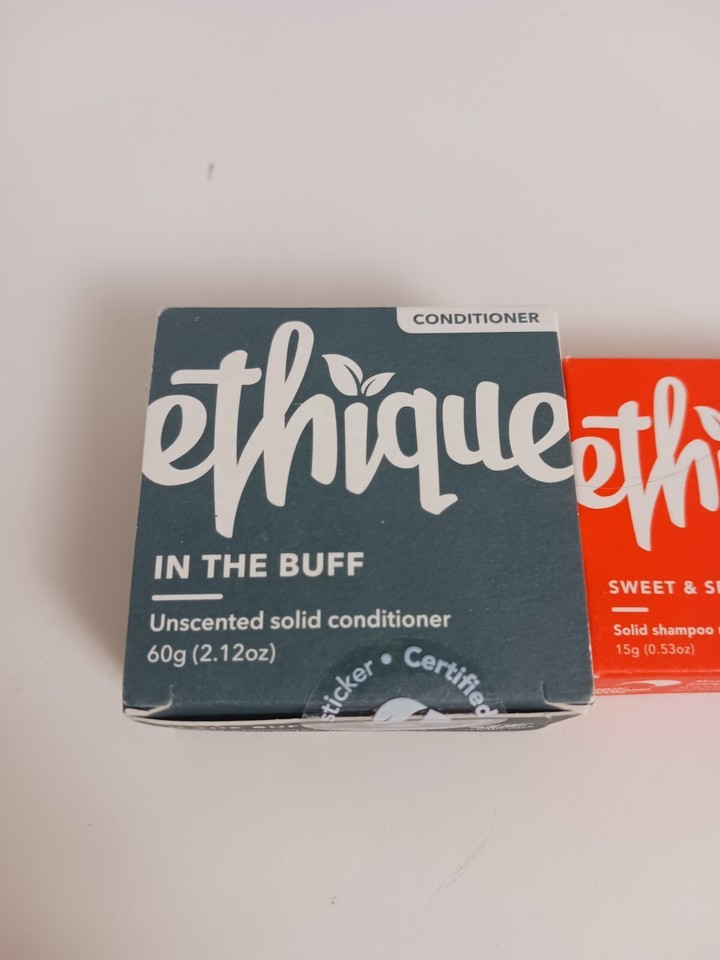 CONDITIONER
ethique
IN THE BUFF
Unscented solid conditioner
60g (2.12oz)
sticker • Certified
ethi
SWEET & SP
Solid shampoo
15g (0.53oz)